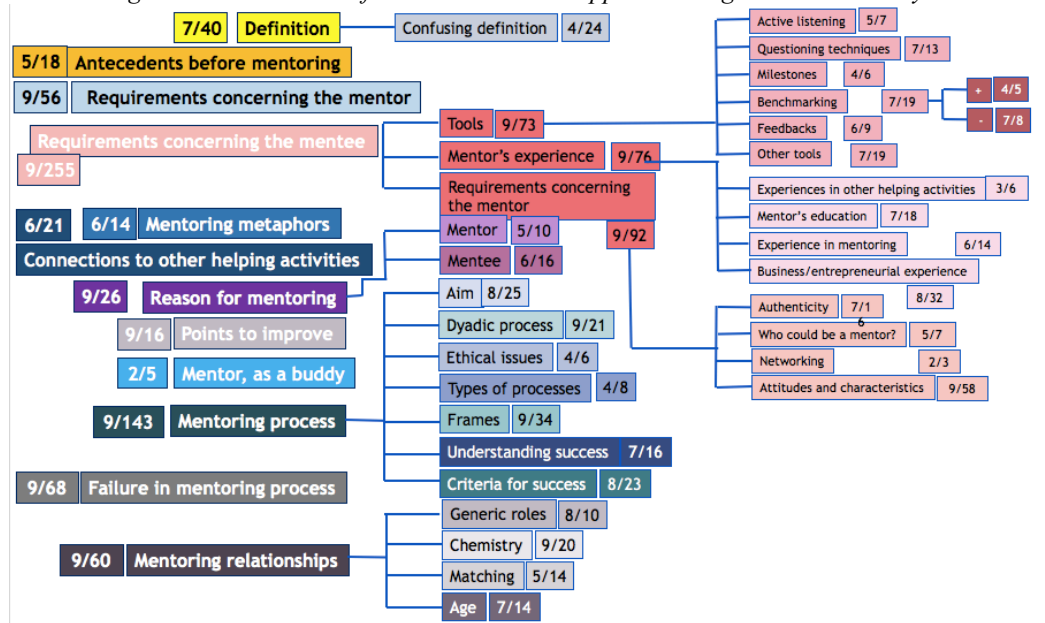 7/40 Definition
5/18 Antecedents before mentoring
9/56 Requirements concerning the mentor
Requirements concerning the mentee
9/255
6/21 6/14 Mentoring metaphors
Connections to other helping activities
9/26 Reason for mentoring
9/16 Points to improve
2/5 Mentor, as a buddy
9/143 Mentoring process
9/68 Failure in mentoring process
9/60 Mentoring relationships
Confusing definition 4/24
Tools 9/73
Mentor's experience 9/76
Requirements concerning
the mentor
9/92
Mentor 5/10
Mentee 6/16
Aim 8/25
Dyadic process 9/21
Ethical issues 4/6
Types of processes 4/8
Frames 9/34
Understanding success 7/16
Criteria for success 8/23
Generic roles 8/10
Chemistry 9/20
Matching 5/14
Age 7/14
Active listening 5/7
Questioning techniques 7/13
Milestones 4/6
Benchmarking 7/19
+ 4/5
- 7/8
Feedbacks 6/9
Other tools 7/19
Experiences in other helping activities 3/6
Mentor's education 7/18
Experience in mentoring 6/14
Business/entrepreneurial experience
8/32
Authenticity 7/1
6
Who could be a mentor? 5/7
Networking 2/3
Attitudes and characteristics 9/58